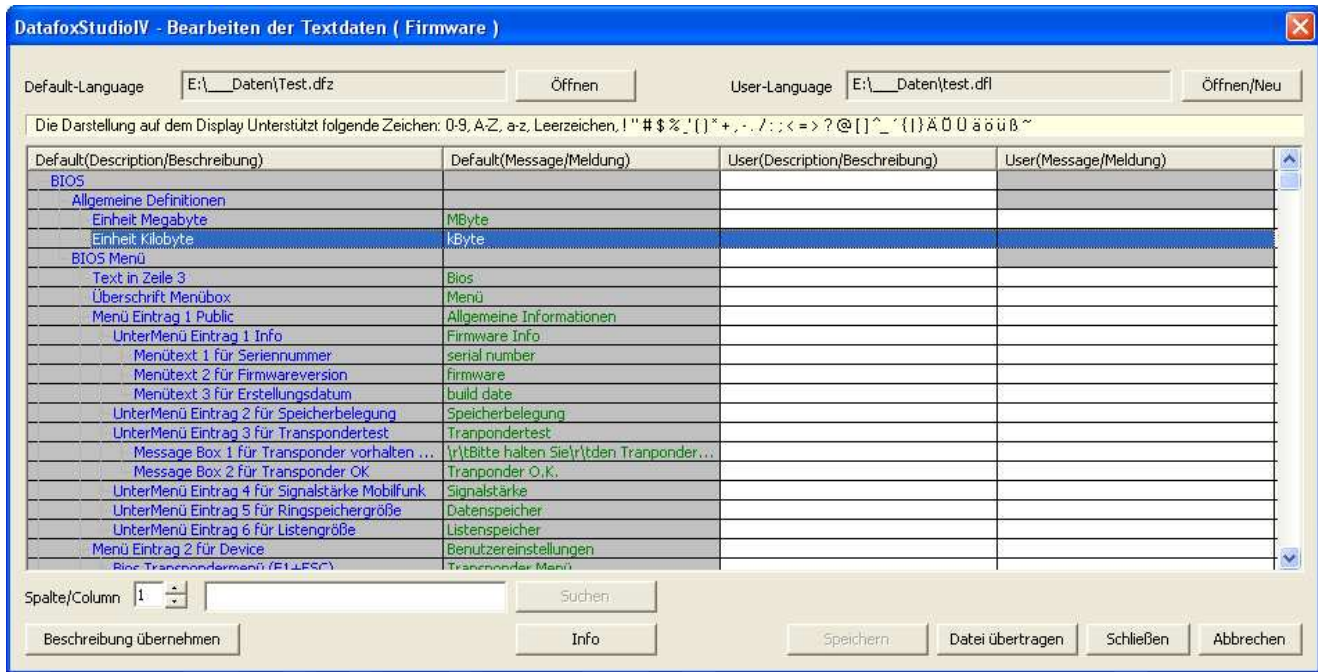 DatafoxStudioIV - Bearbeiten der Textdaten ( Firmware )
Default-Language E:\___Daten\Test.dfz Öffnen User-Language E:\___Daten\test.dfl Öffnen/Neu
Die Darstellung auf dem Display Unterstützt folgende Zeichen: 0-9, A-Z, a-z, Leerzeichen, ! " # $ % ,'( ) * + , - . / : ; < = > ? @ [ ] ^ _ ´ { | } Ä Ö Ü ä ö ü ß ~
Default(Description/Beschreibung) Default(Message/Meldung) User(Description/Beschreibung) User(Message/Meldung)
BIOS
Allgemeine Definitionen
Einheit Megabyte MByte
Einheit Kilobyte kByte
BIOS Menü
Text in Zeile 3 Bios
Überschrift Menübox Menü
Menü Eintrag 1 Public Allgemeine Informationen
UnterMenü Eintrag 1 Info Firmware Info
Menütext 1 für Seriennummer serial number
Menütext 2 für Firmwareversion firmware
Menütext 3 für Erstellungsdatum build date
UnterMenü Eintrag 2 für Speicherbelegung Speicherbelegung
UnterMenü Eintrag 3 für Transpondertest Tranpondertest
Message Box 1 für Transponder vorhalten ... \r\tBitte halten Sie\r\tden Tranponder...
Message Box 2 für Transponder OK Tranponder O.K.
UnterMenü Eintrag 4 für Signalstärke Mobilfunk Signalstärke
UnterMenü Eintrag 5 für Ringspeichergröße Datenspeicher
UnterMenü Eintrag 6 für Listengröße Listenspeicher
Menü Eintrag 2 für Device Benutzereinstellungen
Bios Transpondermenü (F1+ESC) Transponder Menü
Spalte/Column 1 Suchen
Beschreibung übernehmen Info Speichern Datei übertragen Schließen Abbrechen